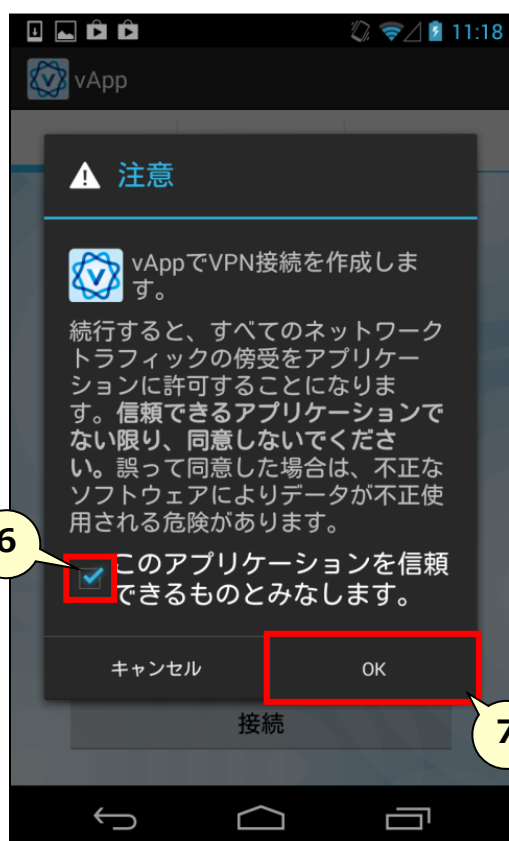 11:18
vApp
注意
vAppでVPN接続を作成しま
す。
続行すると、すべてのネットワーク
トラフィックの傍受をアプリケー
ションに許可することになりま
す。信頼できるアプリケーションで
ない限り、同意しないでくださ
い。誤って同意した場合は、不正な
ソフトウェアによりデータが不正使
用される危険があります。
6
このアプリケーションを信頼
できるものとみなします。
キャンセル
OK
7
接続